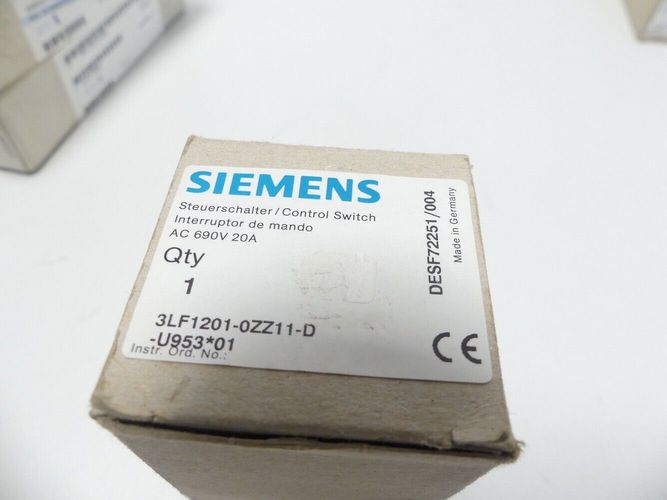 SIEMENS
Steuerschalter/Control Switch
Interruptor de mando
AC 690V 20A
Qty
1
3LF1201-0ZZ11-D
-U953*01
Instr. Ord. No.:
DESF72251/004
Made in Germany
CE